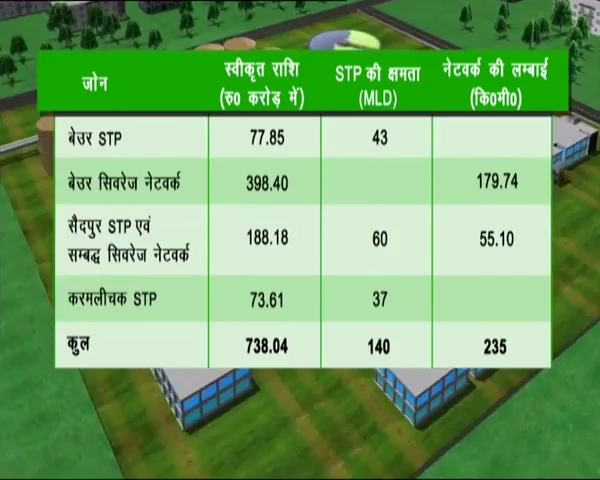 जोन स्वीकृत राशि (रु0 करोड़ में) STP की क्षमता (MLD) नेटवर्क की लम्बाई (कि0मी0)
बेउर STP 77.85 43
बेउर सिवरेज नेटवर्क 398.40 179.74
सैदपुर STP एवं सम्बद्ध सिवरेज नेटवर्क 188.18 60 55.10
करमलीचक STP 73.61 37
कुल 738.04 140 235